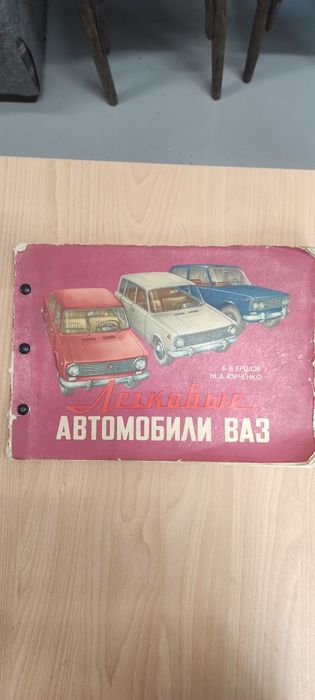 Б. В. ЕРШОВ
М. А. ЮРЧЕНКО
Легковые
АВТОМОБИЛИ ВАЗ